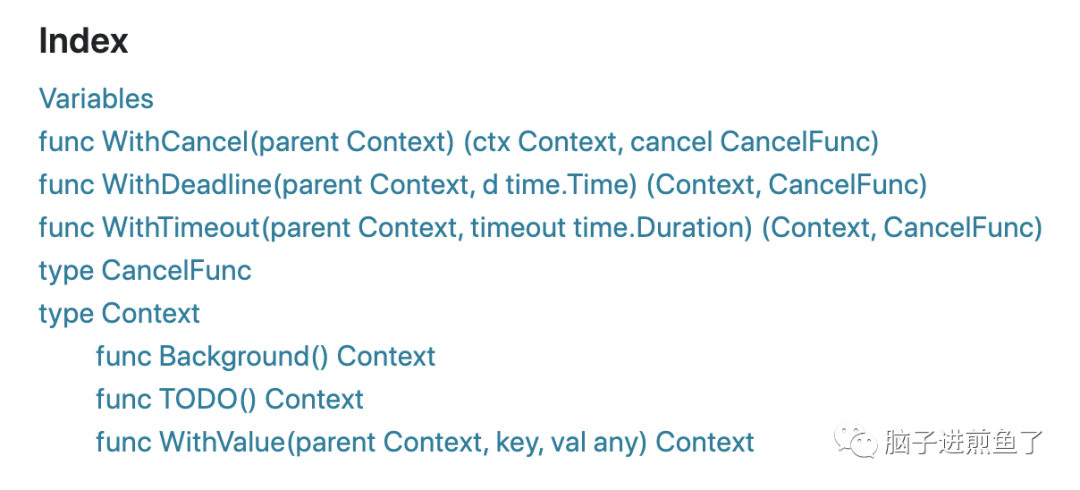 Index
Variables
func WithCancel(parent Context) (ctx Context, cancel CancelFunc)
func WithDeadline(parent Context, d time.Time) (Context, CancelFunc)
func WithTimeout(parent Context, timeout time.Duration) (Context, CancelFunc)
type CancelFunc
type Context
func Background() Context
func TODO() Context
func WithValue(parent Context, key, val any) Context
脑子进煎鱼了